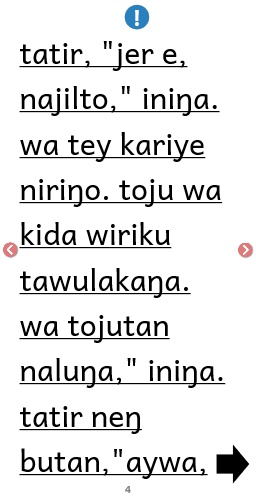 !
tatir, "jer e,
najilto," iniŋa.
wa tey kariye
niriŋo. toju wa
kida wiriku
tawulakaŋa.
wa tojutan
naluŋa," iniŋa.
tatir neŋ
butan,"aywa,
4